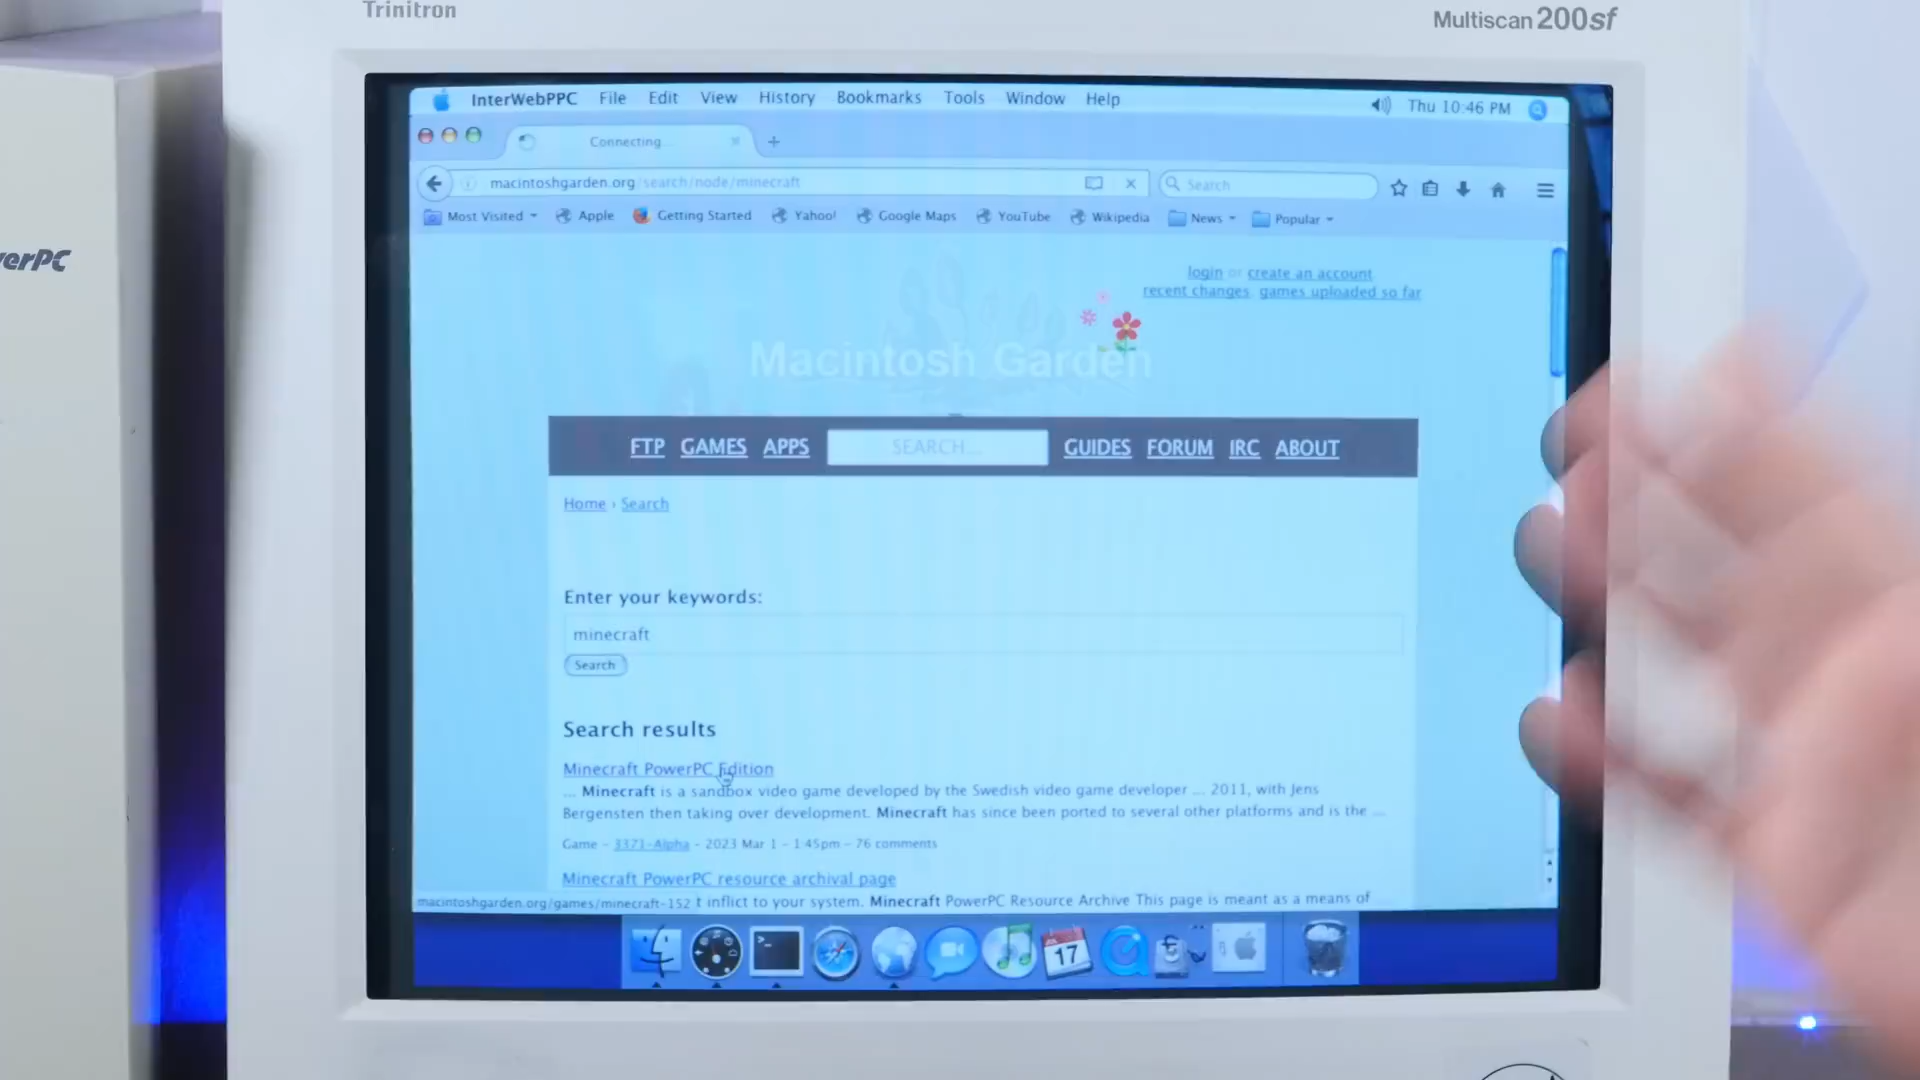 Trinitron
Multiscan 200sf
erPC
InterWebPPC File Edit View History Bookmarks Tools Window Help Thu 10:46 PM
Connecting...
macintoshgarden.org/search/node/minecraft
Search
Most Visited Apple Getting Started Yahoo! Google Maps YouTube Wikipedia News Popular
login or create an account
recent changes games uploaded so far
Macintosh Garden
FTP GAMES APPS SEARCH... GUIDES FORUM IRC ABOUT
Home › Search
Enter your keywords:
minecraft
Search
Search results
Minecraft PowerPC Edition
... Minecraft is a sandbox video game developed by the Swedish video game developer ... 2011, with Jens
Bergensten then taking over development. Minecraft has since been ported to several other platforms and is the ...
Game - 3371-Alpha - 2023 Mar 1 - 1:45pm - 76 comments
Minecraft PowerPC resource archival page
macintoshgarden.org/games/minecraft-152 t inflict to your system. Minecraft PowerPC Resource Archive This page is meant as a means of
17